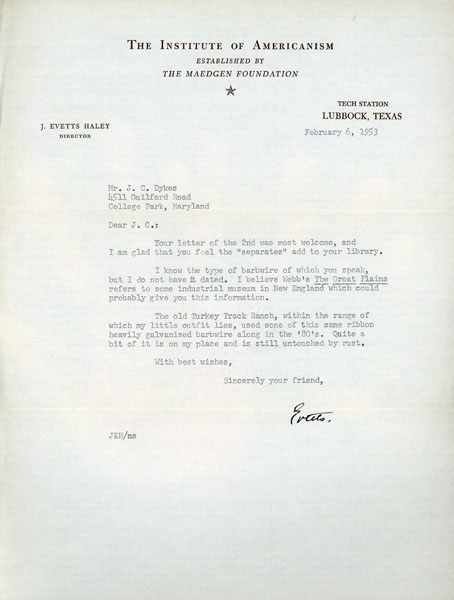 THE INSTITUTE OF AMERICANISM
ESTABLISHED BY
THE MAEDGEN FOUNDATION
TECH STATION
LUBBOCK, TEXAS
J. EVETTS HALEY
DIRECTOR
February 6, 1953
Mr. J. C. Dykes
4511 Guilford Road
College Park, Maryland
Dear J. C.:
Your letter of the 2nd was most welcome, and
I am glad that you feel the "separates" add to your library.
I know the type of barbwire of which you speak,
but I do not have it dated. I believe Webb's The Great Plains
refers to some industrial museum in New England which could
probably give you this information.
The old Turkey Track Ranch, within the range of
which my little outfit lies, used some of this same ribbon
heavily galvanized barbwire along in the '80's. Quite a
bit of it is on my place and is still untouched by rust.
With best wishes,
Sincerely your friend,
Evetts.
JEH/ns